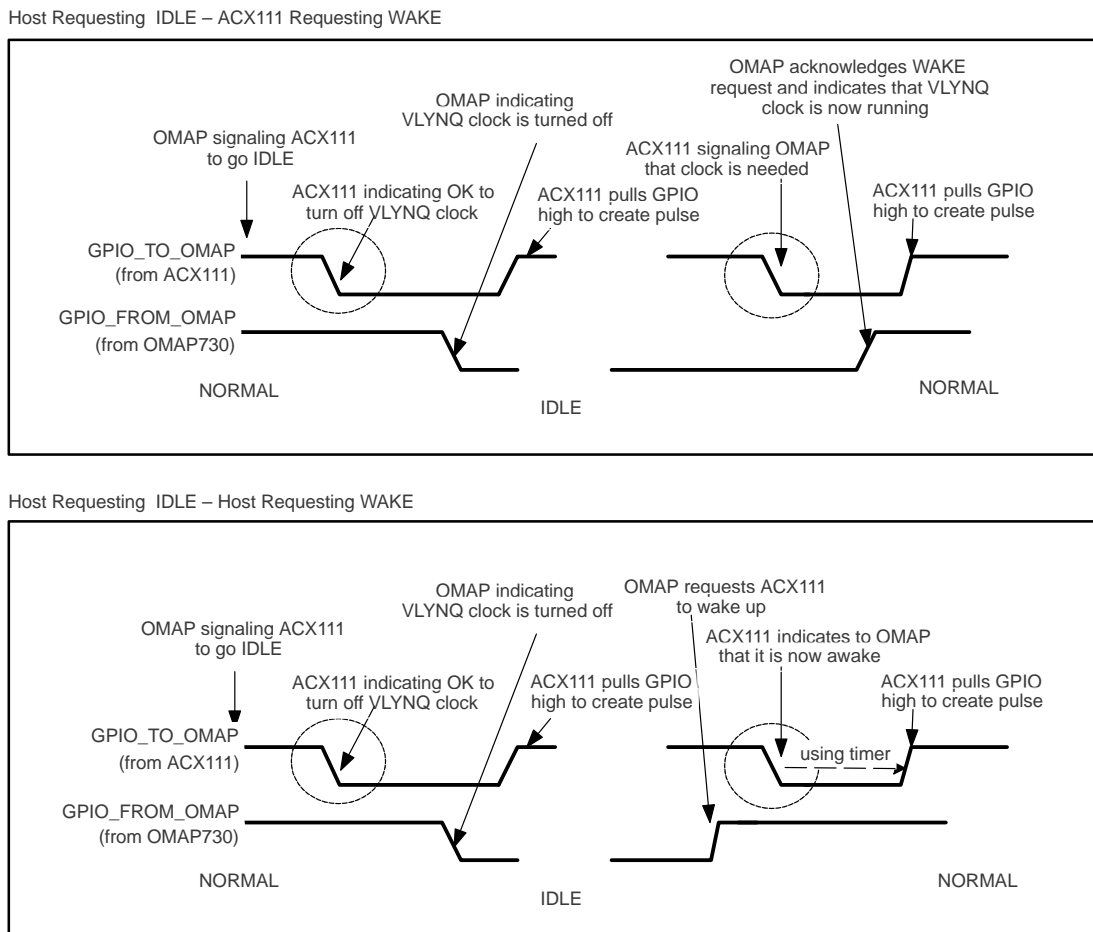 Host Requesting IDLE – ACX111 Requesting WAKE
OMAP acknowledges WAKE
request and indicates that VLYNQ
clock is now running
OMAP indicating
VLYNQ clock is turned off
OMAP signaling ACX111
to go IDLE
ACX111 signaling OMAP
that clock is needed
ACX111 indicating OK to
turn off VLYNQ clock
ACX111 pulls GPIO
high to create pulse
ACX111 pulls GPIO
high to create pulse
GPIO_TO_OMAP
(from ACX111)
GPIO_FROM_OMAP
(from OMAP730)
NORMAL
IDLE
NORMAL
Host Requesting IDLE – Host Requesting WAKE
OMAP indicating
VLYNQ clock is turned off
OMAP requests ACX111
to wake up
OMAP signaling ACX111
to go IDLE
ACX111 indicates to OMAP
that it is now awake
ACX111 indicating OK to
turn off VLYNQ clock
ACX111 pulls GPIO
high to create pulse
ACX111 pulls GPIO
high to create pulse
GPIO_TO_OMAP
(from ACX111)
using timer
GPIO_FROM_OMAP
(from OMAP730)
NORMAL
IDLE
NORMAL